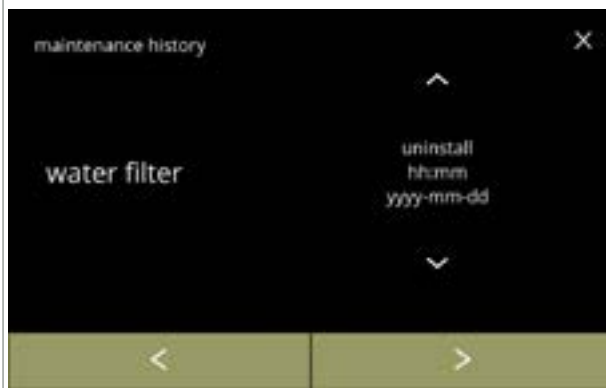 maintenance history
water filter
uninstall
hh:mm
yyyy-mm-dd